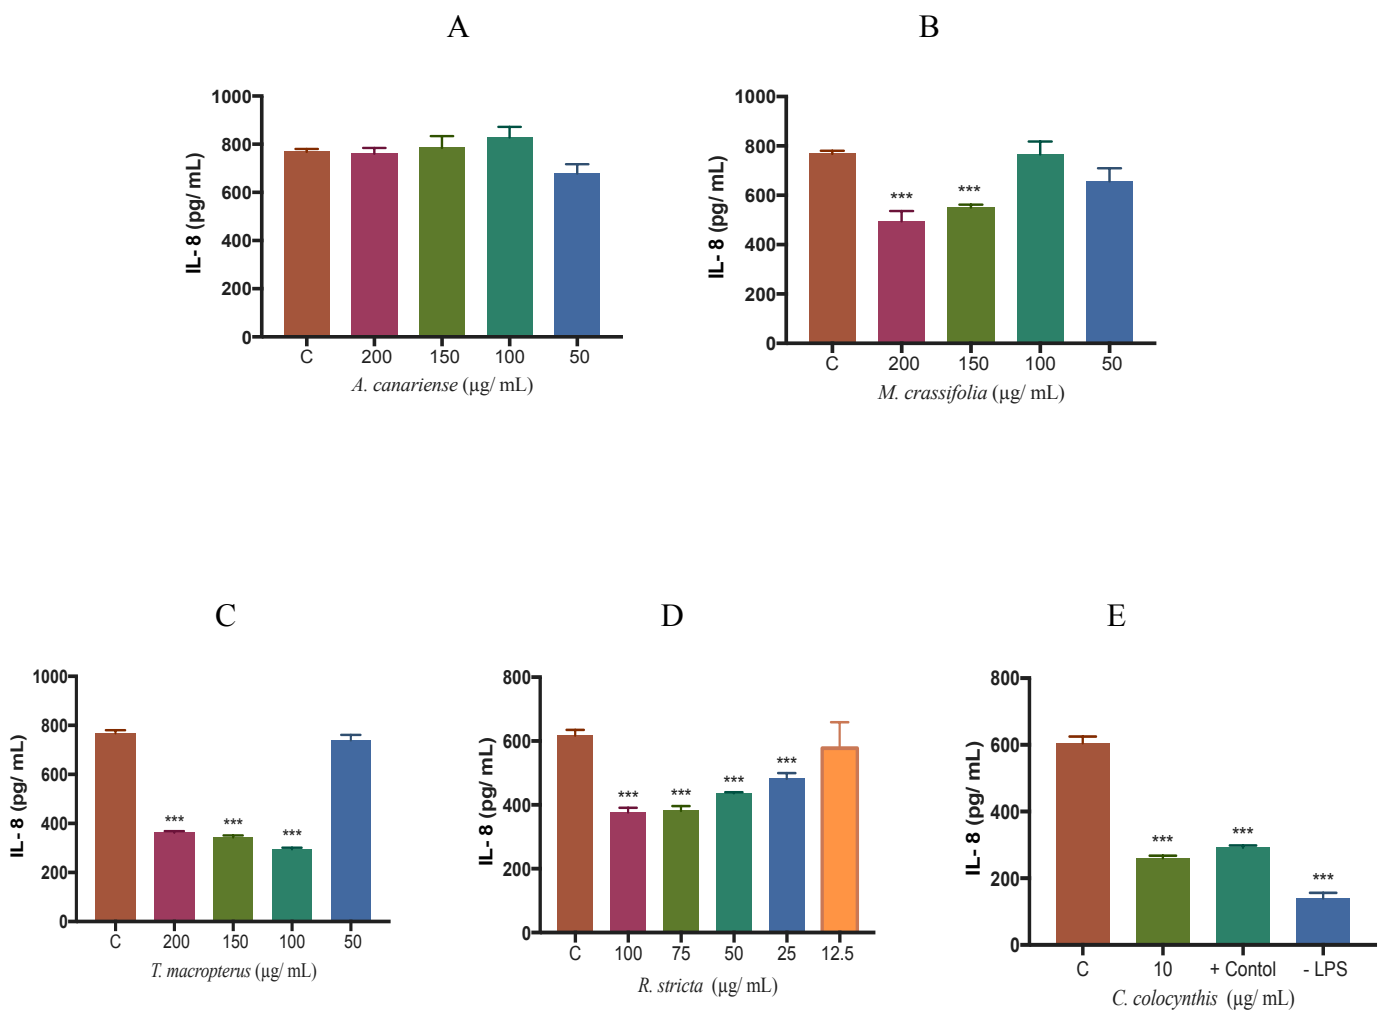 A
1000
800
600
400
200
0
IL- 8 (pg/ mL)
C 200 150 100 50
A. canariense (µg/ mL)
B
1000
800
600
400
200
0
IL- 8 (pg/ mL)
*** ***
C 200 150 100 50
M. crassifolia (µg/ mL)
C
1000
800
600
400
200
0
IL- 8 (pg/ mL)
*** *** ***
C 200 150 100 50
T. macropterus (µg/ mL)
D
800
600
400
200
0
IL- 8 (pg/ mL)
*** *** *** ***
C 100 75 50 25 12.5
R. stricta (µg/ mL)
E
800
600
400
200
0
IL- 8 (pg/ mL)
*** *** ***
C 10 + Contol - LPS
C. colocynthis (µg/ mL)